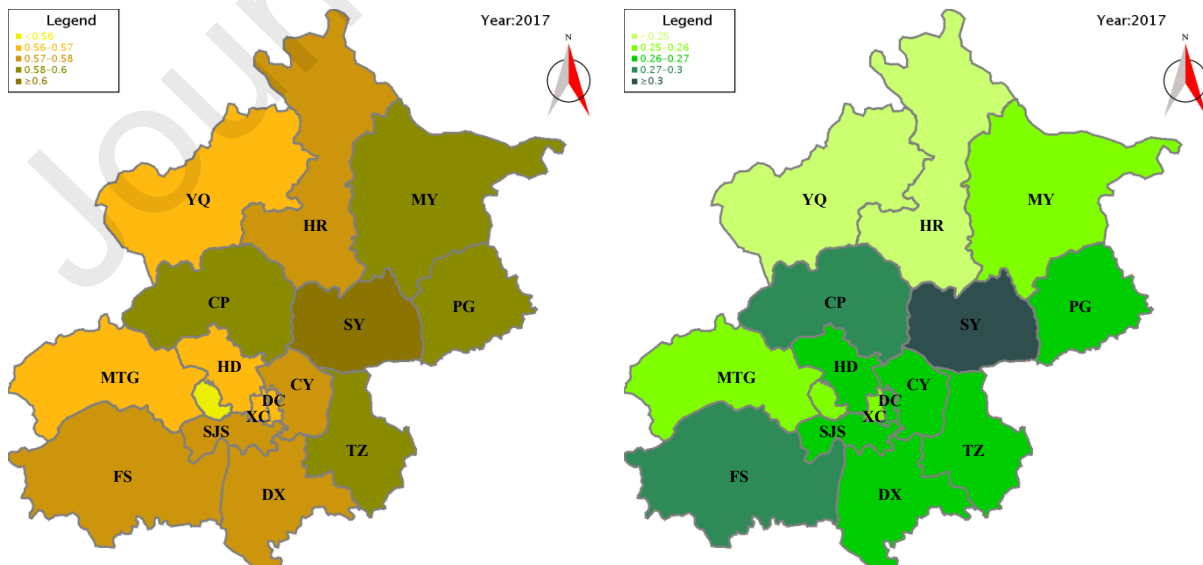 Legend
<0.56
0.56-0.57
0.57-0.58
0.58-0.6
≥0.6
Year:2017
N
YQ
HR
MY
CP
SY
PG
MTG
HD
CY
DC
XC
SJS
TZ
FS
DX
Legend
<0.25
0.25-0.26
0.26-0.27
0.27-0.3
≥0.3
Year:2017
N
YQ
HR
MY
CP
SY
PG
MTG
HD
CY
DC
XC
SJS
TZ
FS
DX
Journ